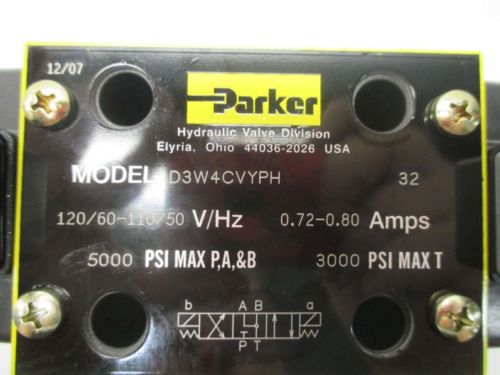 12/07
Parker
Hydraulic Valve Division
Elyria, Ohio 44036-2026 USA
MODEL D3W4CVYPH 32
120/60-110/50 V/Hz 0.72-0.80 Amps
5000 PSI MAX P,A,&B 3000 PSI MAX T
b A B a
P T